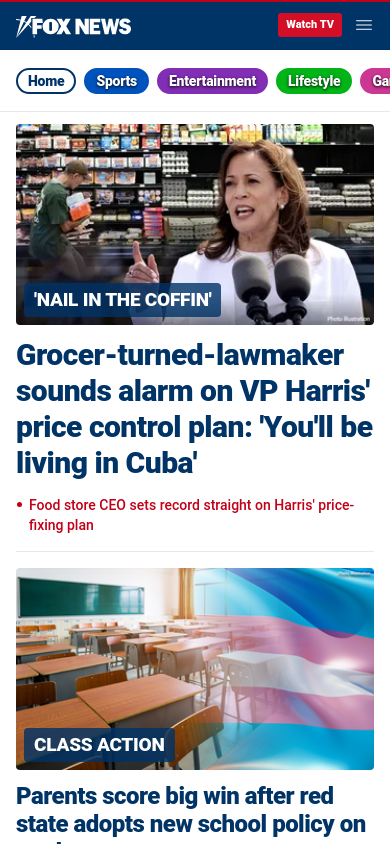 FOX NEWS
Watch TV
Home
Sports
Entertainment
Lifestyle
Ga
'NAIL IN THE COFFIN'
Photo Illustration
Grocer-turned-lawmaker
sounds alarm on VP Harris'
price control plan: 'You'll be
living in Cuba'
• Food store CEO sets record straight on Harris' price-
fixing plan
Photo Illustration
CLASS ACTION
Parents score big win after red
state adopts new school policy on